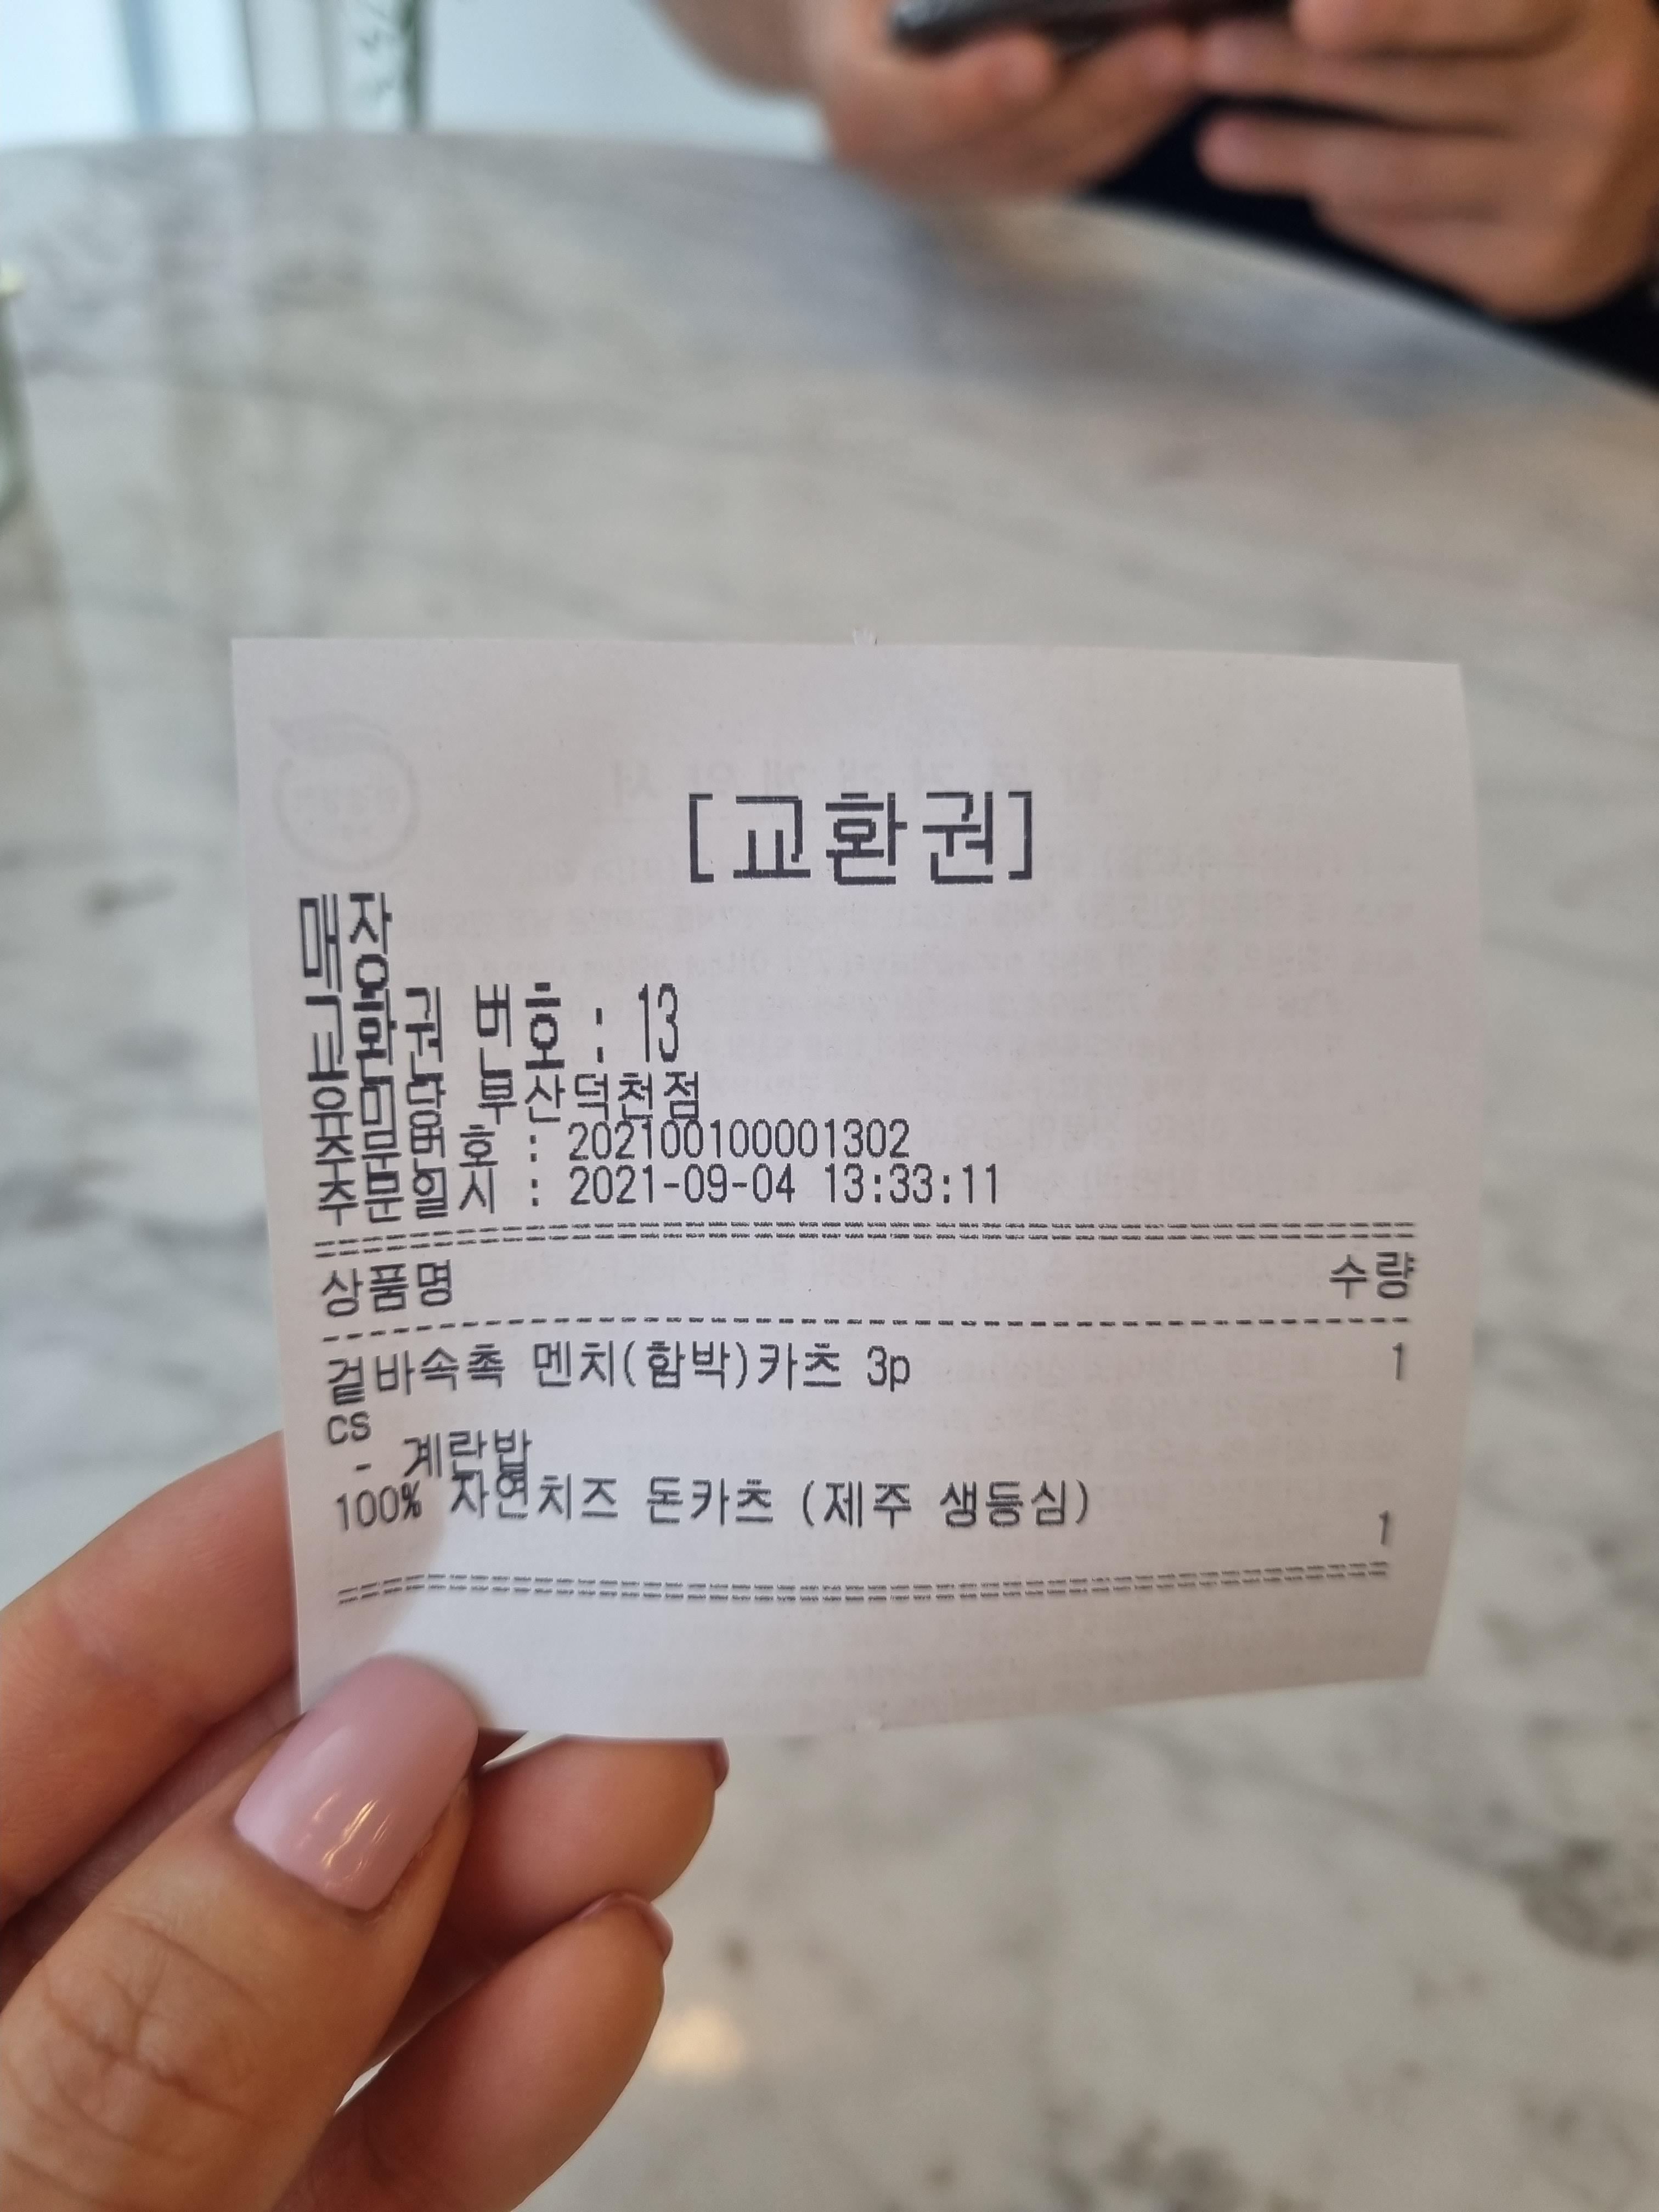 [교환권]
매장
교환권 번호 : 13
유미당 부산덕천점
주문번호 : 202100100001302
주문일시 : 2021-09-04 13:33:11
상품명 수량
겉바속촉 멘치(함박)카츠 3p 1
cs
- 계란밥
100% 자연치즈 돈카츠 (제주 생등심)
1